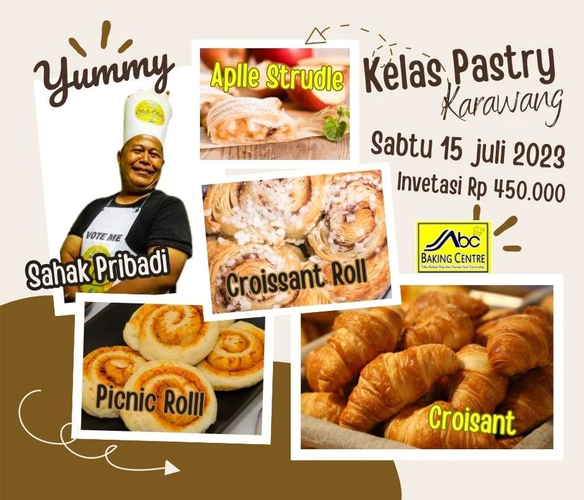 Yummy
Aplle Strudle
Kelas Pastry
Karawang
Sabtu 15 juli 2023
Invetasi Rp 450.000
VOTE ME
Sahak Pribadi
Croissant Roll
Abc
BAKING CENTRE
Picnic Rolll
Croisant